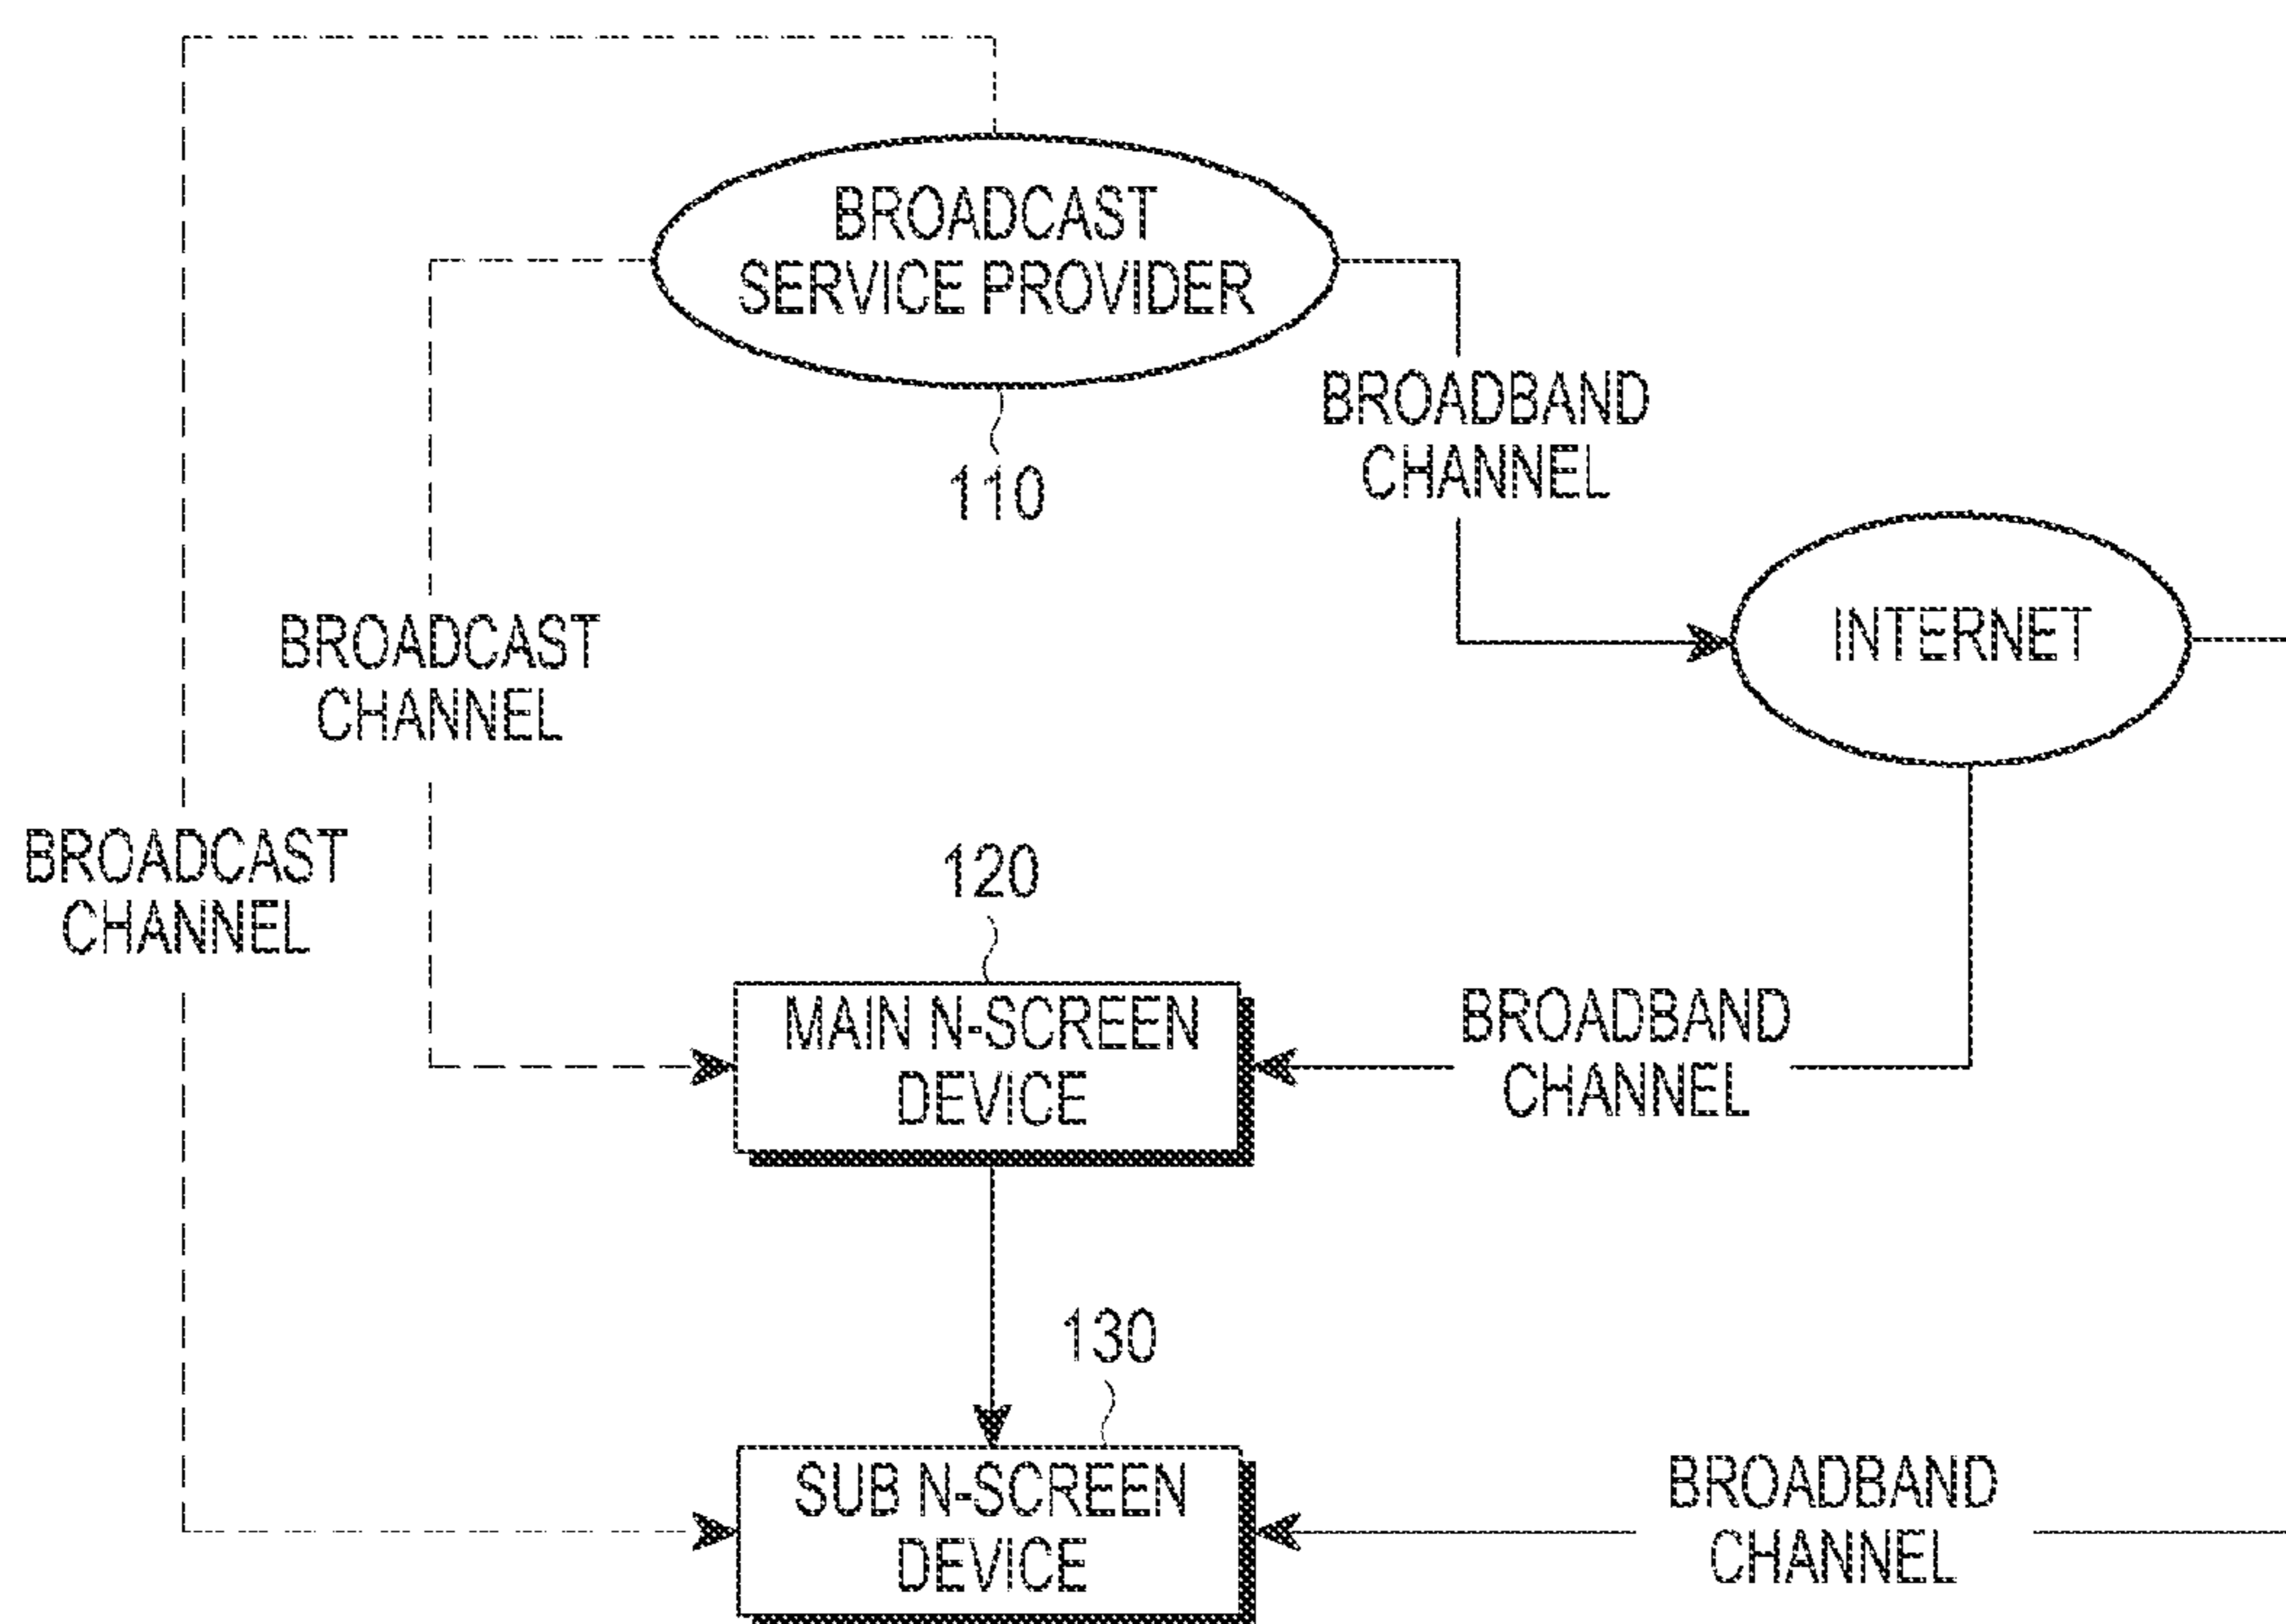 BROADCAST
SERVICE PROVIDER
110
BROADBAND
CHANNEL
INTERNET
BROADCAST
CHANNEL
BROADCAST
CHANNEL
120
MAIN N-SCREEN
DEVICE
BROADBAND
CHANNEL
130
SUB N-SCREEN
DEVICE
BROADBAND
CHANNEL